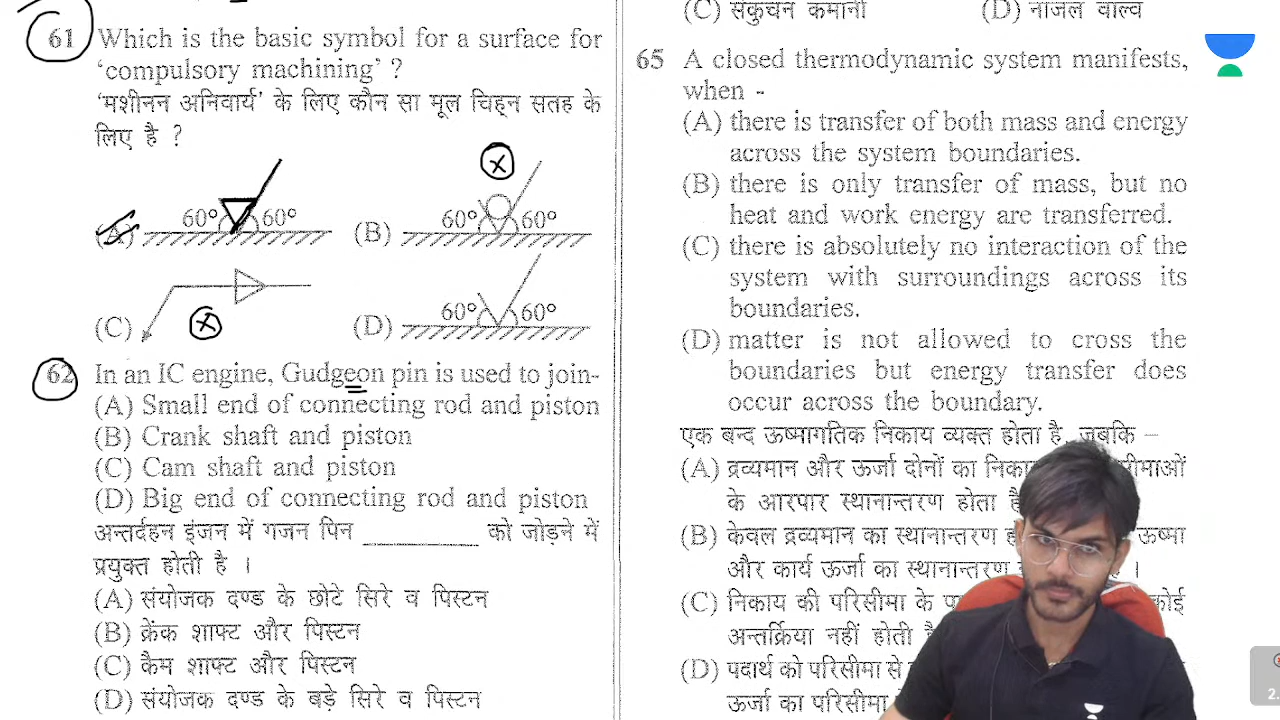 61 Which is the basic symbol for a surface for
‘compulsory machining’ ?
‘मशीनन अनिवार्य’ के लिए कौन सा मूल चिह्न सतह के
लिए है ?
(A) 60° 60°
(B) 60° 60°
(C)
(D) 60° 60°
62 In an IC engine, Gudgeon pin is used to join-
(A) Small end of connecting rod and piston
(B) Crank shaft and piston
(C) Cam shaft and piston
(D) Big end of connecting rod and piston
अन्तर्दहन इंजन में गजन पिन ________ को जोड़ने में
प्रयुक्त होती है ।
(A) संयोजक दण्ड के छोटे सिरे व पिस्टन
(B) क्रेंक शाफ्ट और पिस्टन
(C) कैम शाफ्ट और पिस्टन
(D) संयोजक दण्ड के बड़े सिरे व पिस्टन
(C) संकुचन कमानी (D) नाजल वाल्व
65 A closed thermodynamic system manifests,
when -
(A) there is transfer of both mass and energy
across the system boundaries.
(B) there is only transfer of mass, but no
heat and work energy are transferred.
(C) there is absolutely no interaction of the
system with surroundings across its
boundaries.
(D) matter is not allowed to cross the
boundaries but energy transfer does
occur across the boundary.
एक बन्द ऊष्मागतिक निकाय व्यक्त होता है, जबकि –
(A) द्रव्यमान और ऊर्जा दोनों का
के आरपार स्थानान्तरण होता
(B) केवल द्रव्यमान का स्थानान्तरण ऊष्मा
और कार्य ऊर्जा का स्थानान्तरण ।
(C) निकाय की परिसीमा के कोई
अन्तर्क्रिया नहीं होती
(D) पदार्थ को परिसीमा से
ऊर्जा का परिसीमा
2.